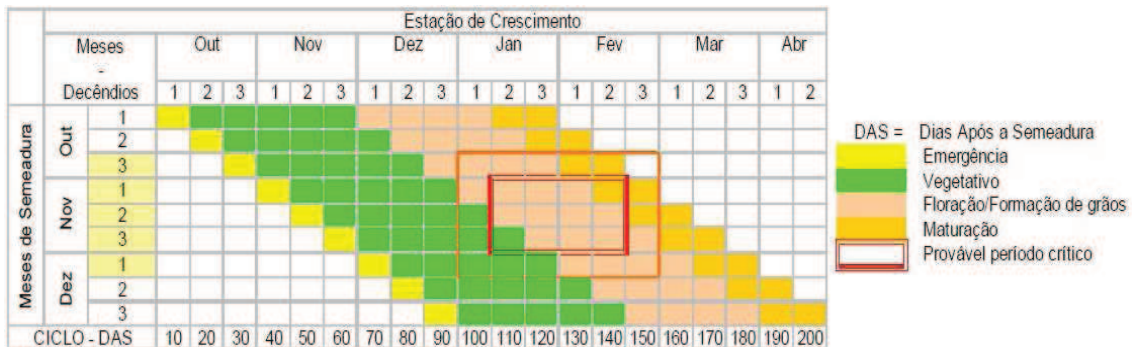 Estação de Crescimento
Meses - Decêndios
Out Nov Dez Jan Fev Mar Abr
1 2 3 1 2 3 1 2 3 1 2 3 1 2 3 1 2 3 1 2
Meses de Semeadura
Out
1
2
3
Nov
1
2
3
Dez
1
2
3
CICLO - DAS 10 20 30 40 50 60 70 80 90 100 110 120 130 140 150 160 170 180 190 200
DAS = Dias Após a Semeadura
Emergência
Vegetativo
Floração/Formação de grãos
Maturação
Provável período crítico